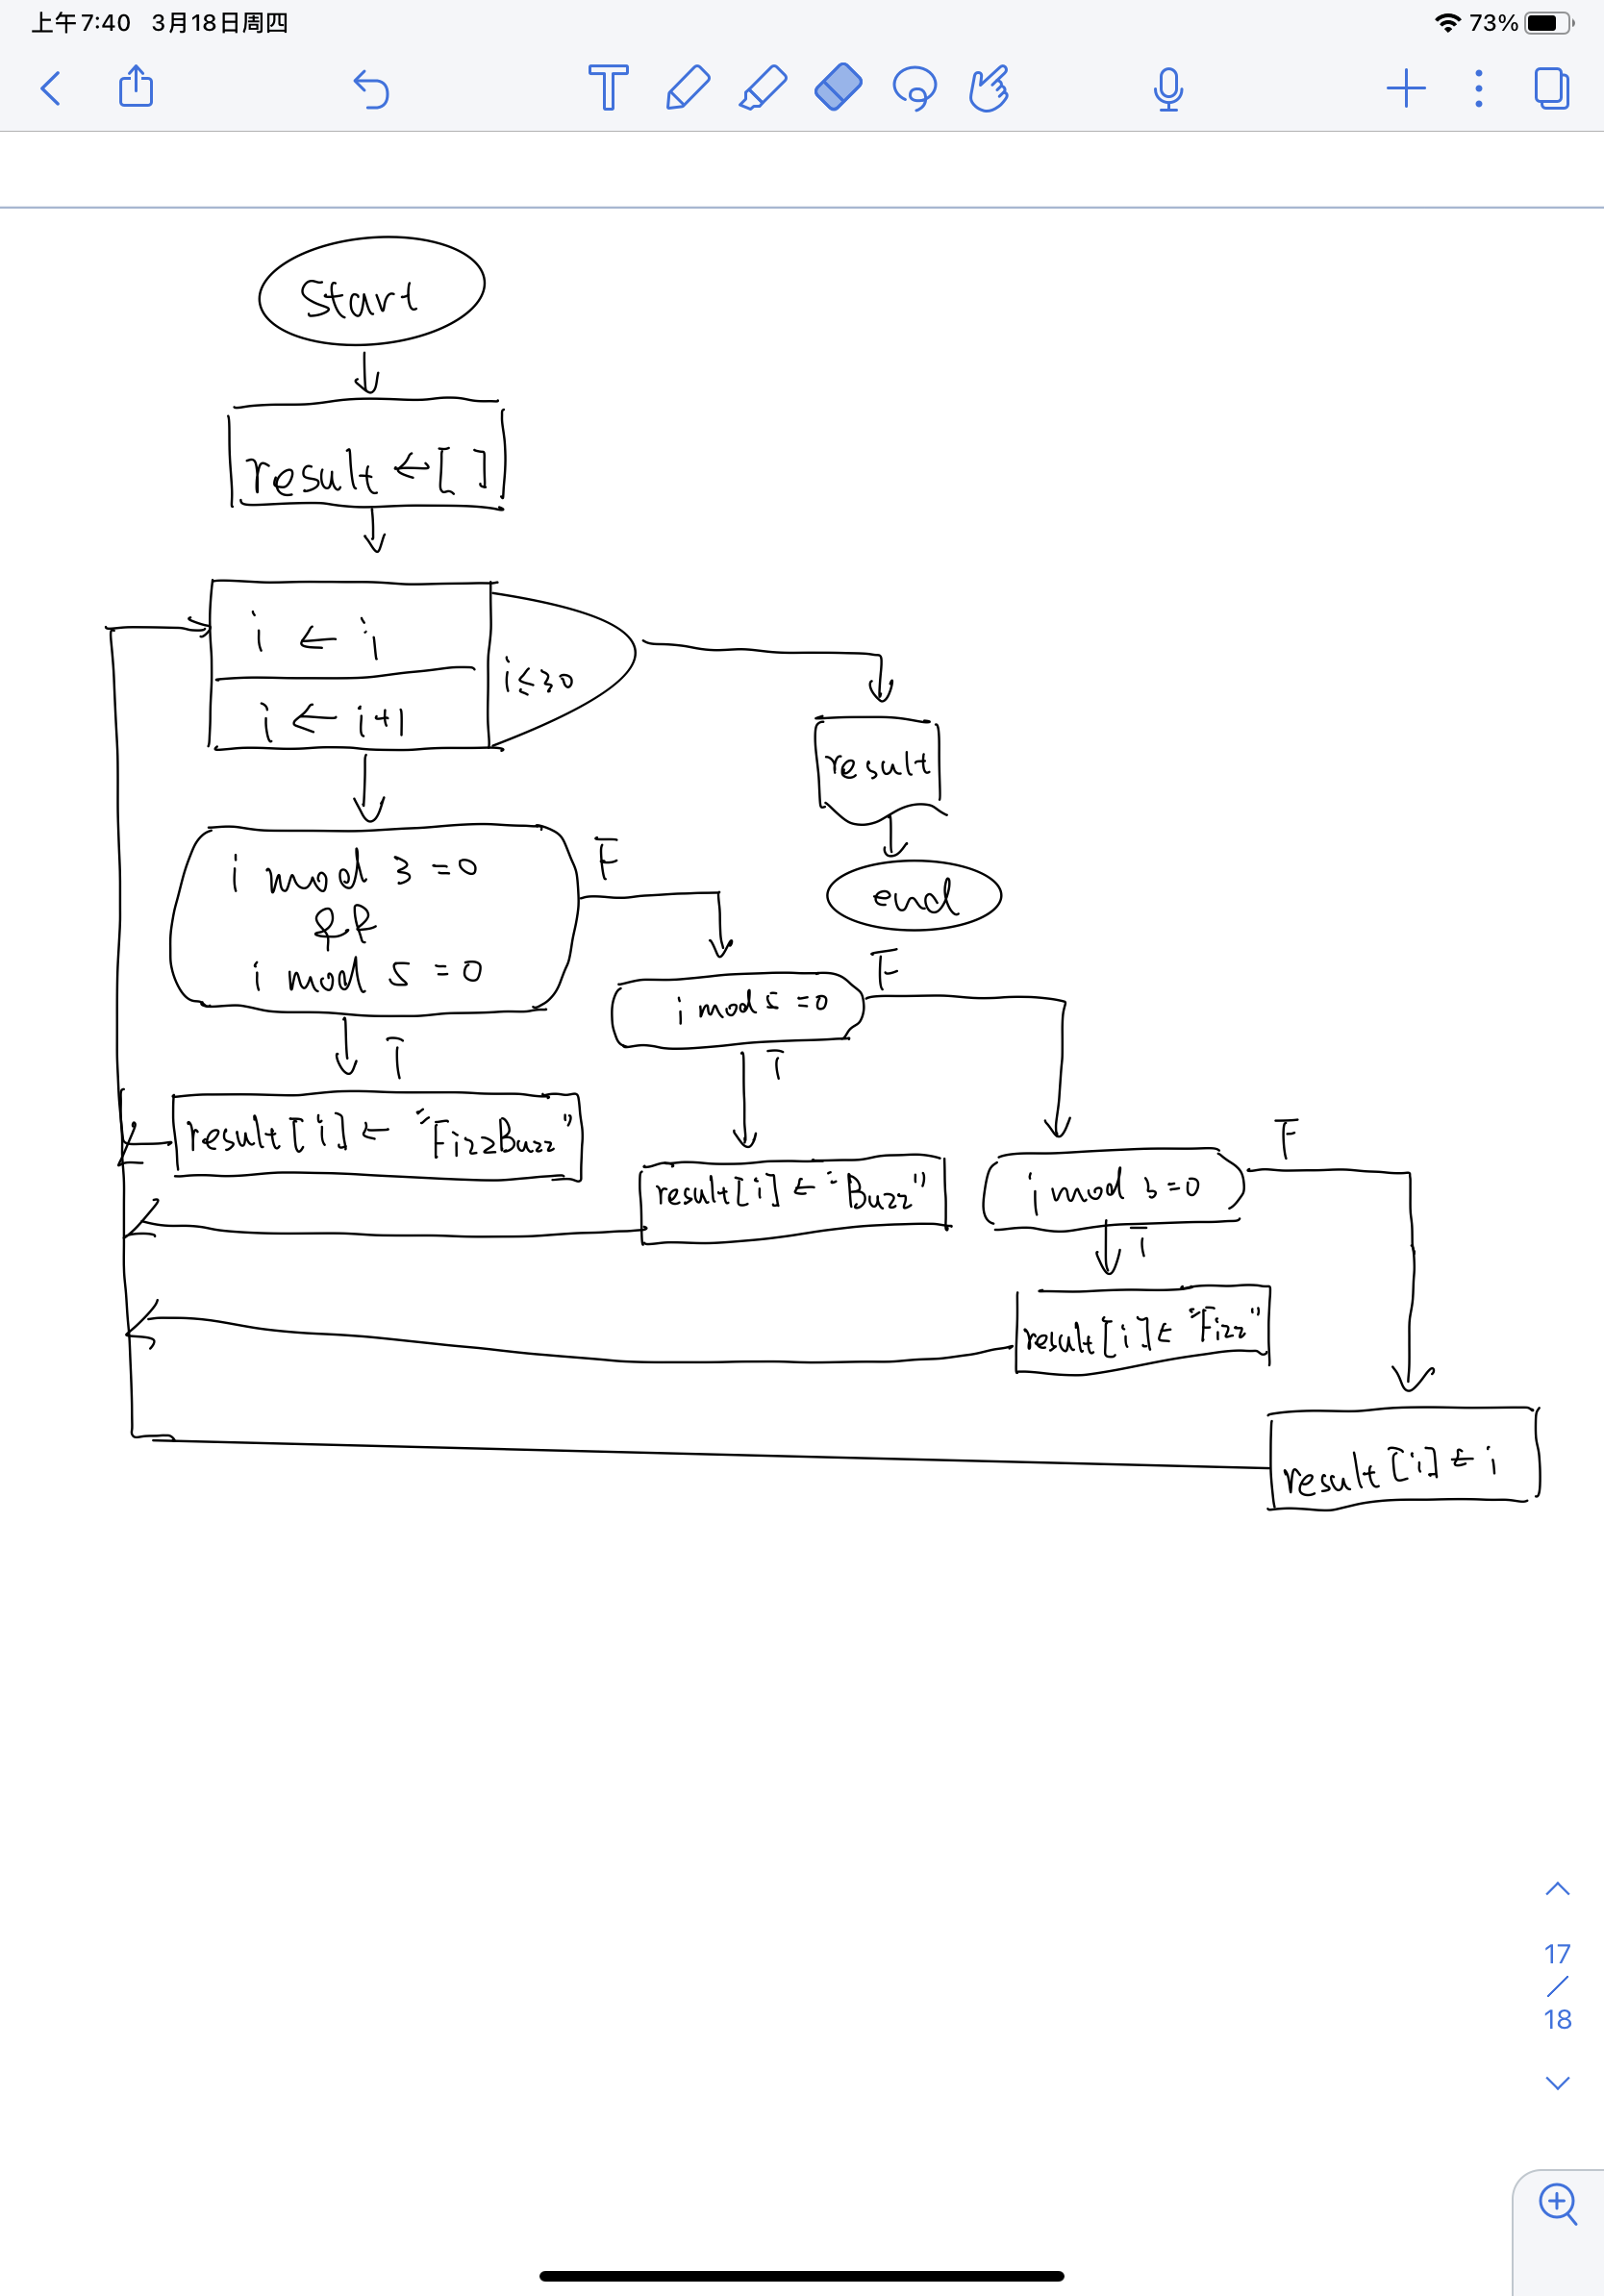 上午7:40 3月18日周四
73%
Start
result ← [ ]
i ← i
i ← i+1
i ≤ 30
result
end
i mod 3 = 0
&&
i mod 5 = 0
F
T
i mod 5 = 0
F
T
result[i] ← "FizzBuzz"
result[i] ← "Buzz"
i mod 3 = 0
F
T
result[i] ← "Fizz"
result[i] ← i
17
/
18